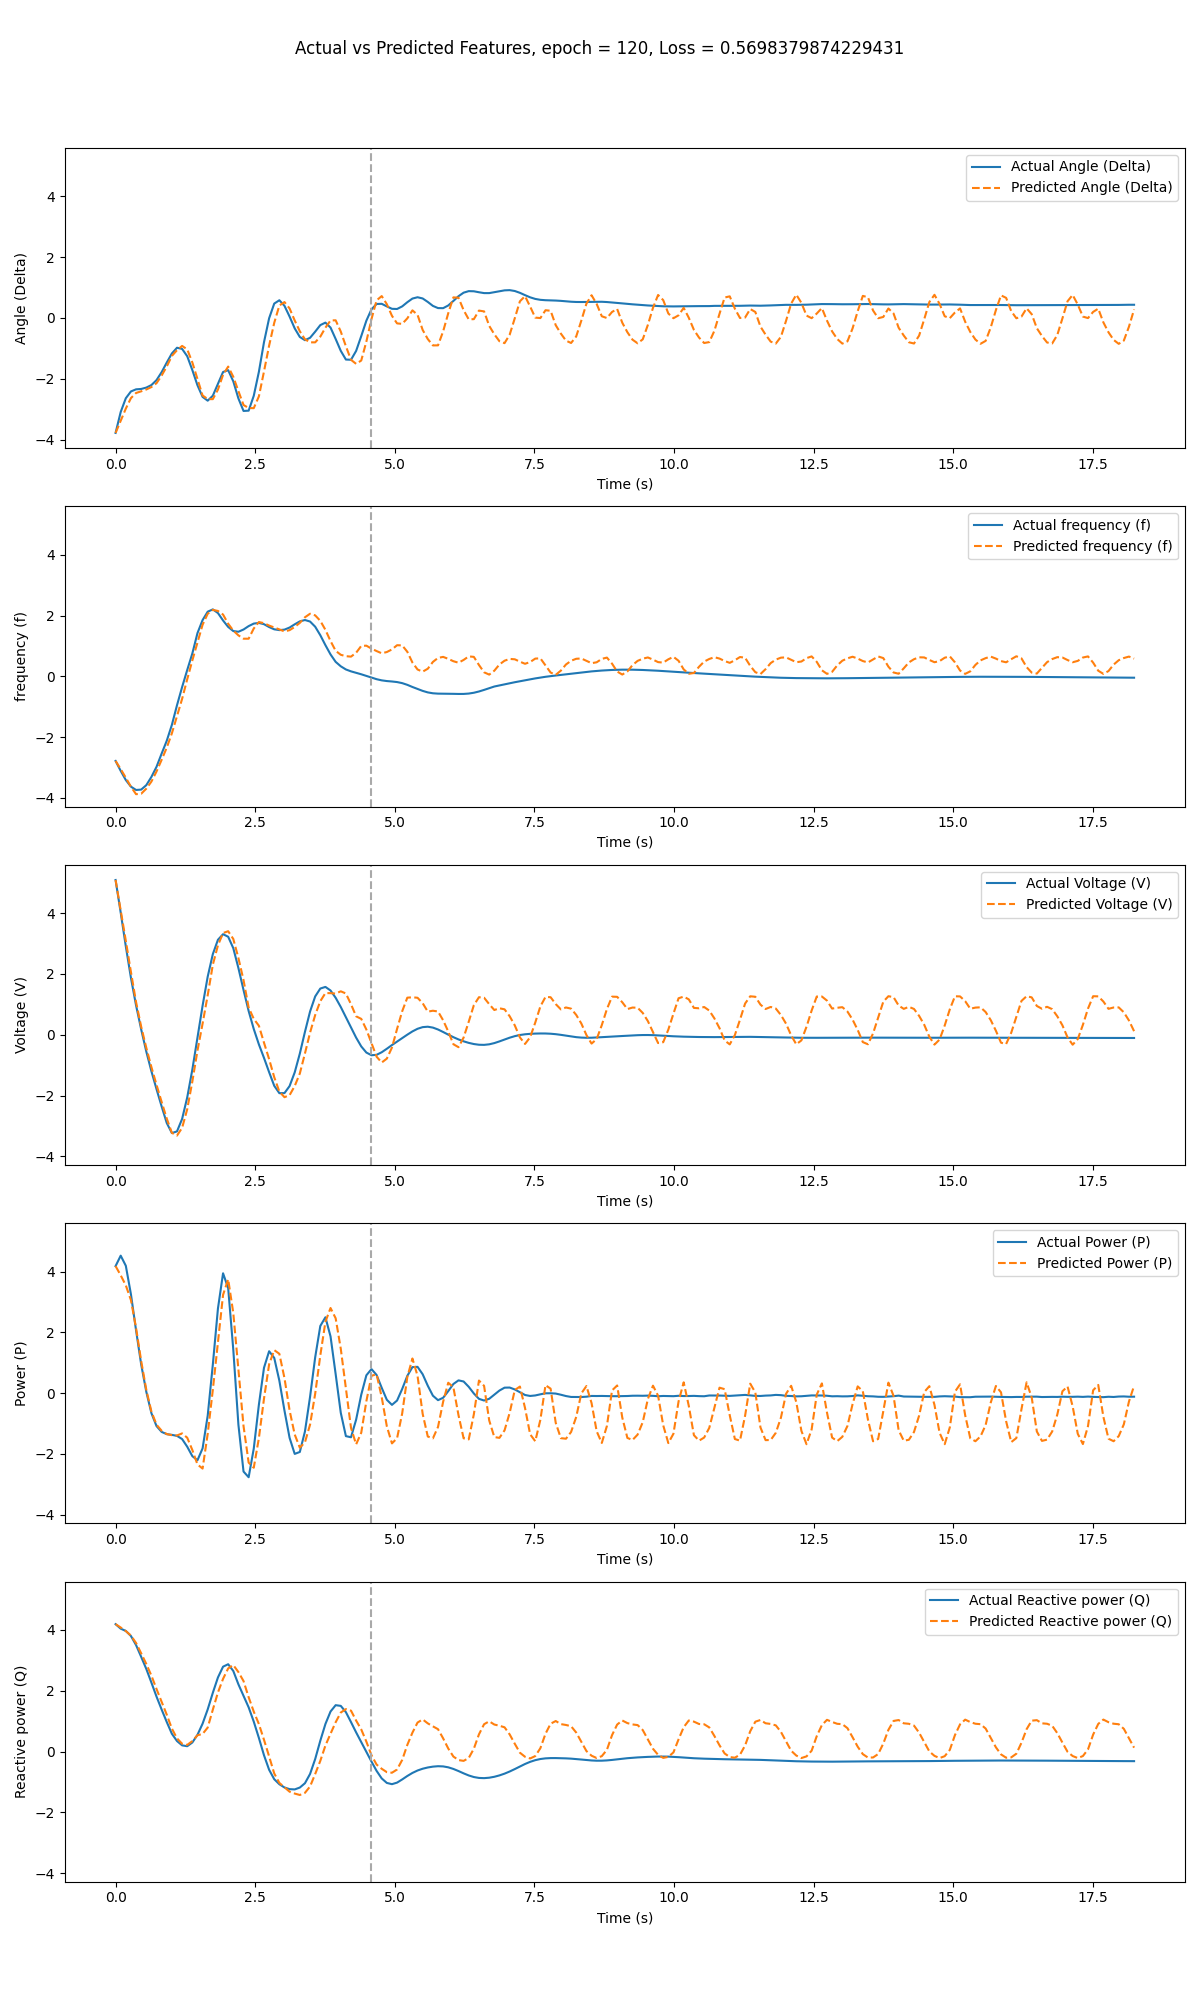 Actual vs Predicted Features, epoch = 120, Loss = 0.5698379874229431
Actual Angle (Delta)
Predicted Angle (Delta)
Angle (Delta)
4
2
0
−2
−4
0.0 2.5 5.0 7.5 10.0 12.5 15.0 17.5
Time (s)
Actual frequency (f)
Predicted frequency (f)
frequency (f)
4
2
0
−2
−4
0.0 2.5 5.0 7.5 10.0 12.5 15.0 17.5
Time (s)
Actual Voltage (V)
Predicted Voltage (V)
Voltage (V)
4
2
0
−2
−4
0.0 2.5 5.0 7.5 10.0 12.5 15.0 17.5
Time (s)
Actual Power (P)
Predicted Power (P)
Power (P)
4
2
0
−2
−4
0.0 2.5 5.0 7.5 10.0 12.5 15.0 17.5
Time (s)
Actual Reactive power (Q)
Predicted Reactive power (Q)
Reactive power (Q)
4
2
0
−2
−4
0.0 2.5 5.0 7.5 10.0 12.5 15.0 17.5
Time (s)